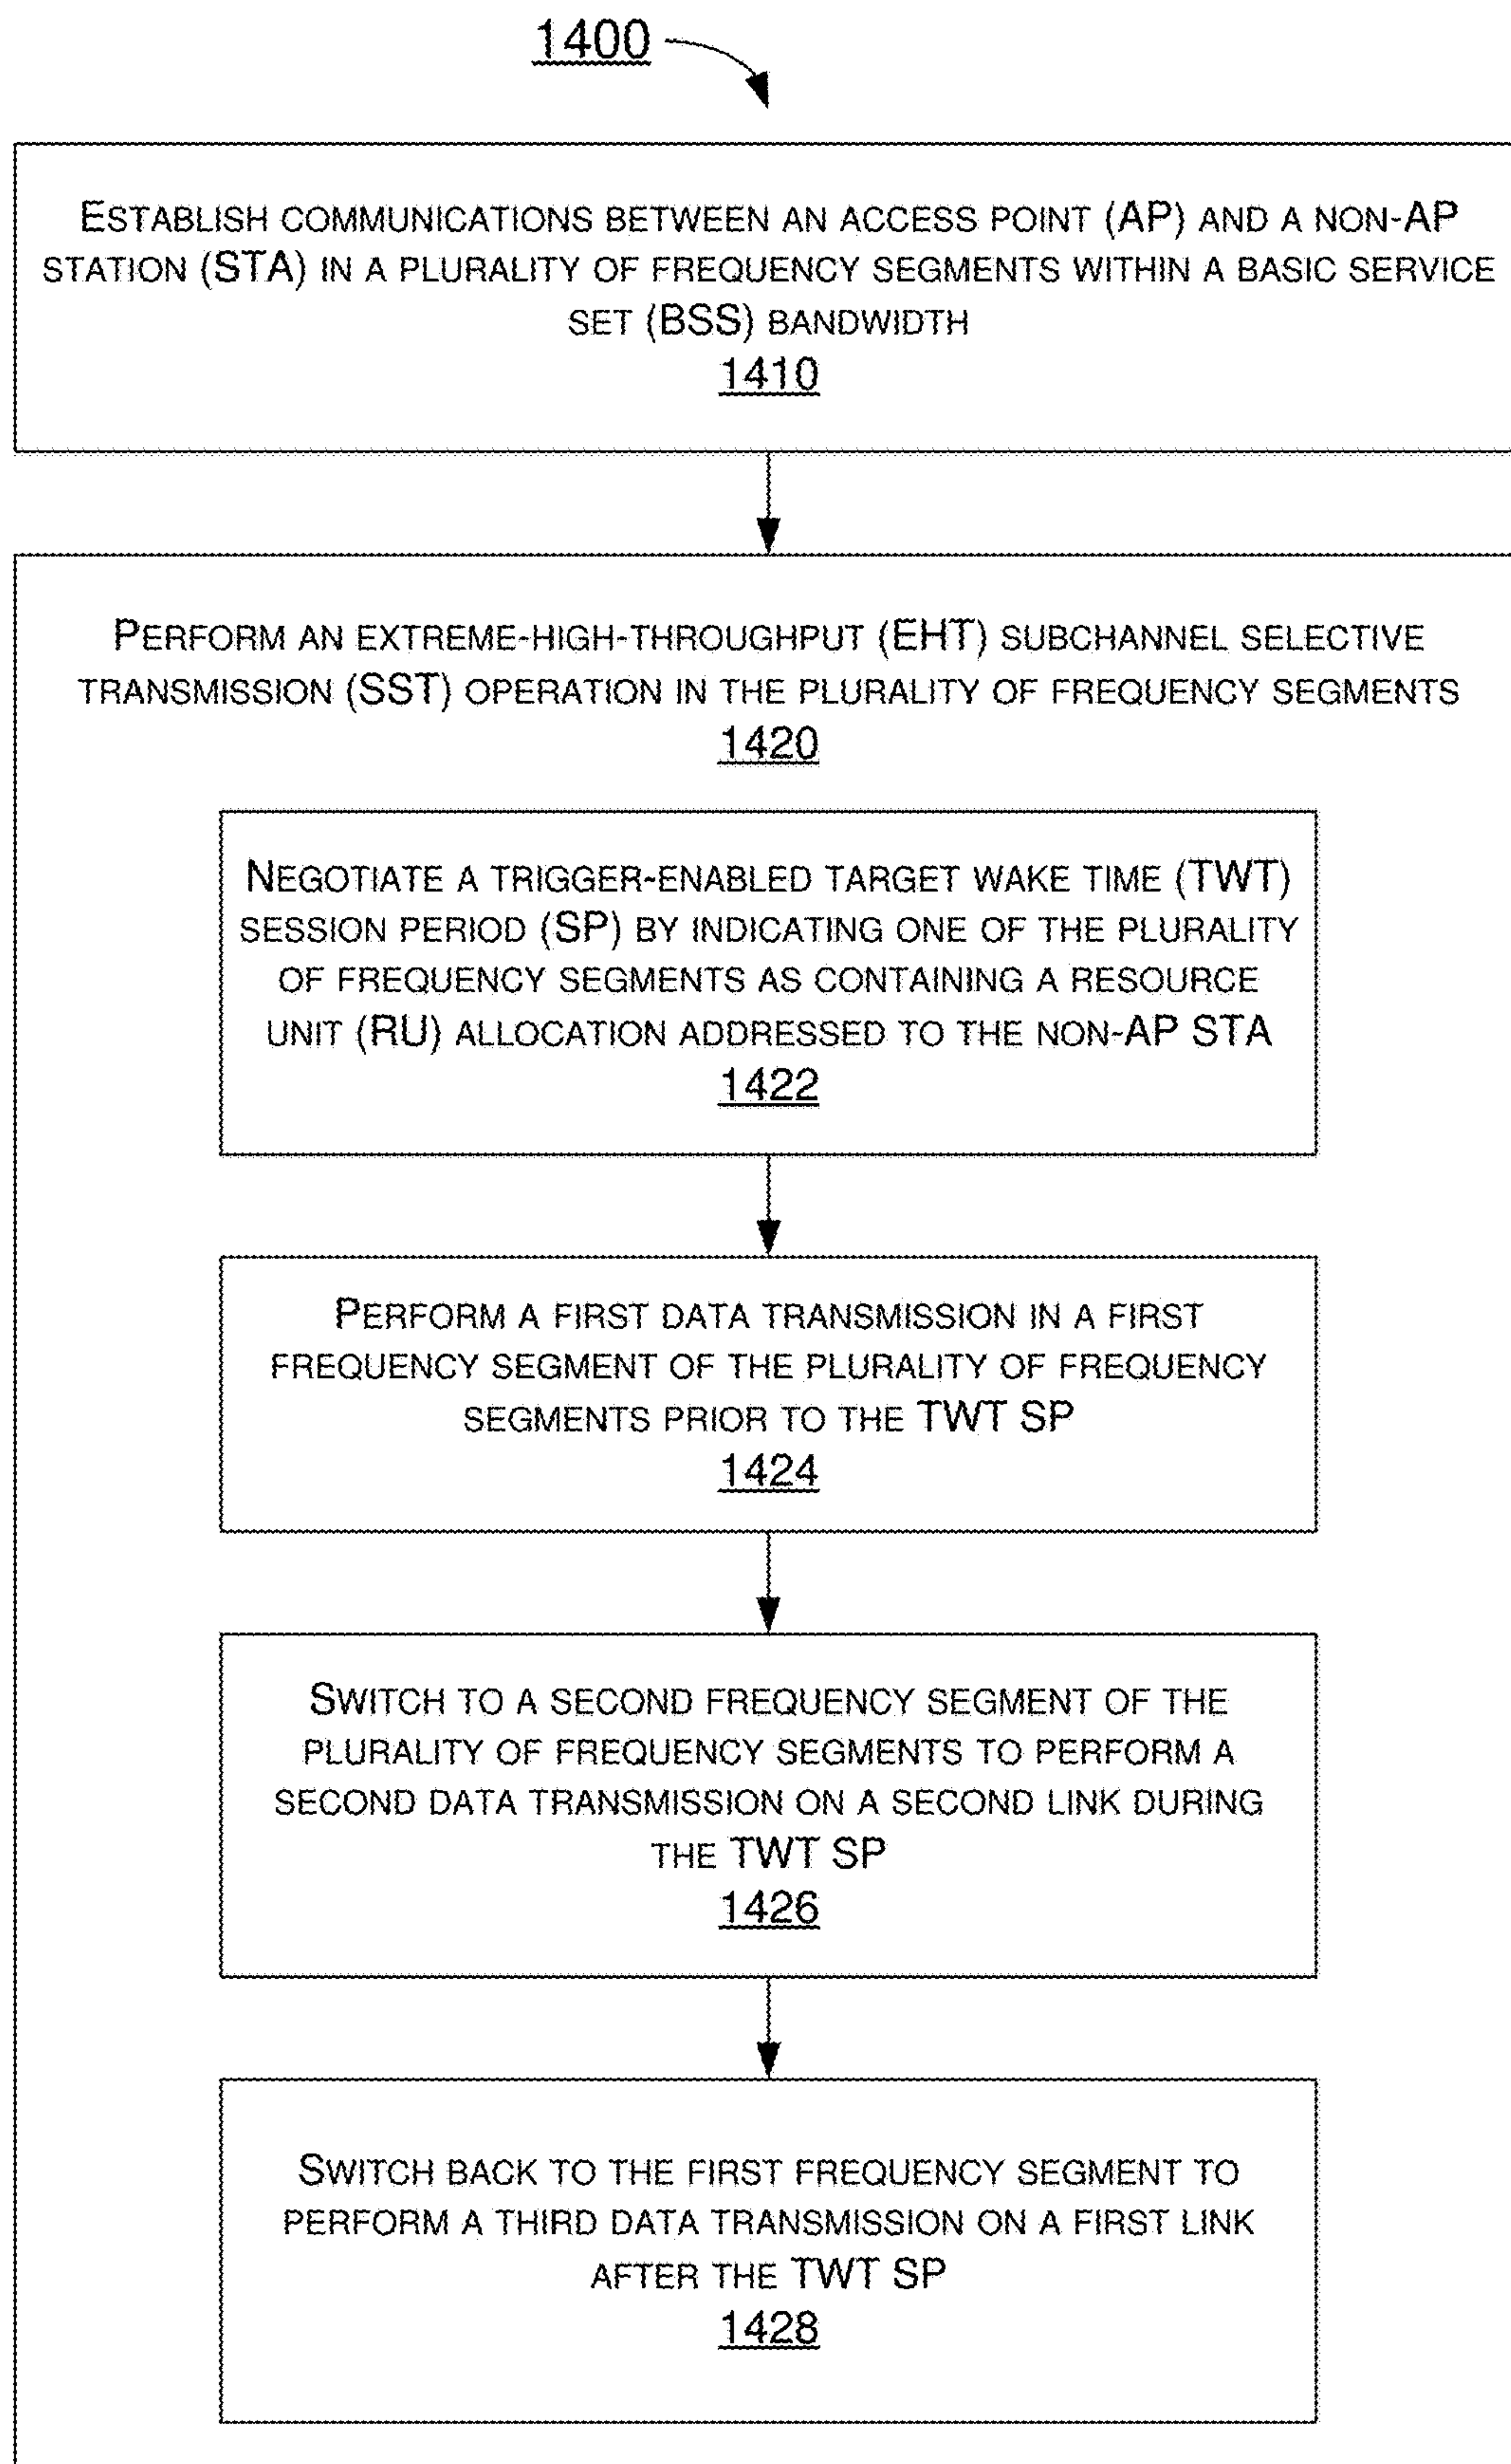 1400
ESTABLISH COMMUNICATIONS BETWEEN AN ACCESS POINT (AP) AND A NON-AP
STATION (STA) IN A PLURALITY OF FREQUENCY SEGMENTS WITHIN A BASIC SERVICE
SET (BSS) BANDWIDTH
1410
PERFORM AN EXTREME-HIGH-THROUGHPUT (EHT) SUBCHANNEL SELECTIVE
TRANSMISSION (SST) OPERATION IN THE PLURALITY OF FREQUENCY SEGMENTS
1420
NEGOTIATE A TRIGGER-ENABLED TARGET WAKE TIME (TWT)
SESSION PERIOD (SP) BY INDICATING ONE OF THE PLURALITY
OF FREQUENCY SEGMENTS AS CONTAINING A RESOURCE
UNIT (RU) ALLOCATION ADDRESSED TO THE NON-AP STA
1422
PERFORM A FIRST DATA TRANSMISSION IN A FIRST
FREQUENCY SEGMENT OF THE PLURALITY OF FREQUENCY
SEGMENTS PRIOR TO THE TWT SP
1424
SWITCH TO A SECOND FREQUENCY SEGMENT OF THE
PLURALITY OF FREQUENCY SEGMENTS TO PERFORM A
SECOND DATA TRANSMISSION ON A SECOND LINK DURING
THE TWT SP
1426
SWITCH BACK TO THE FIRST FREQUENCY SEGMENT TO
PERFORM A THIRD DATA TRANSMISSION ON A FIRST LINK
AFTER THE TWT SP
1428